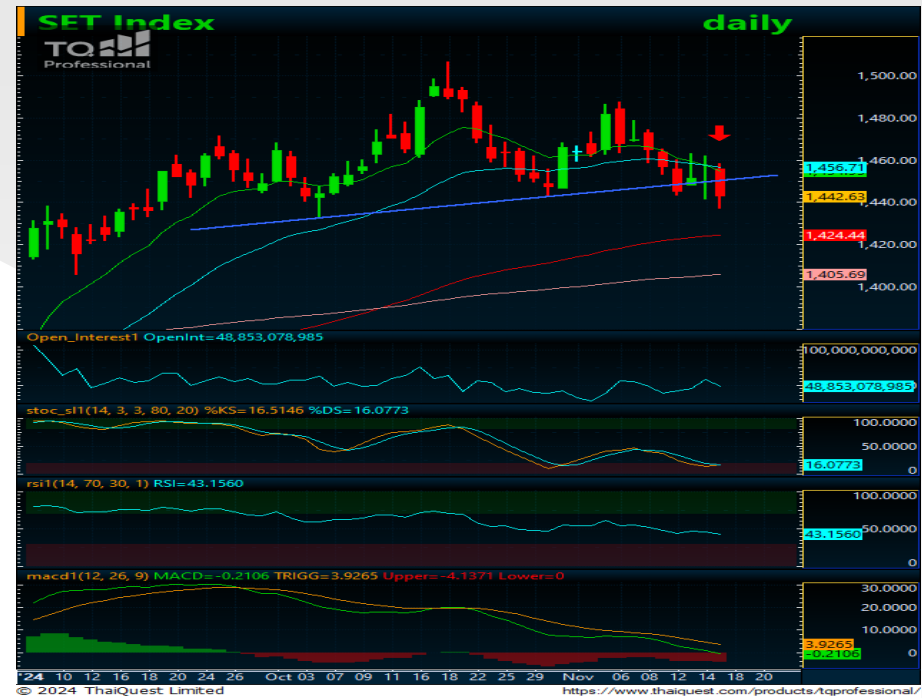 SET Index daily
TQ
Professional
1,500.00
1,480.00
1,460.00
1,456.71
1,442.63
1,440.00
1,424.44
1,420.00
1,405.69
1,400.00
Open_Interest1 OpenInt=48,853,078,985
100,000,000,000
48,853,078,985
stoc_sl1(14, 3, 3, 80, 20) %KS=16.5146 %DS=16.0773
100.0000
50.0000
16.0773
0
rsi1(14, 70, 30, 1) RSI=43.1560
100.0000
50.0000
43.1560
0
macd1(12, 26, 9) MACD=-0.2106 TRIGG=3.9265 Upper=-4.1371 Lower=0
30.0000
20.0000
10.0000
3.9265
0
-0.2106
'24 10 12 16 18 20 24 26 Oct 03 07 09 11 16 18 22 25 29 Nov 06 08 12 14 18 20
© 2024 ThaiQuest Limited https://www.thaiquest.com/products/tqprofessional/